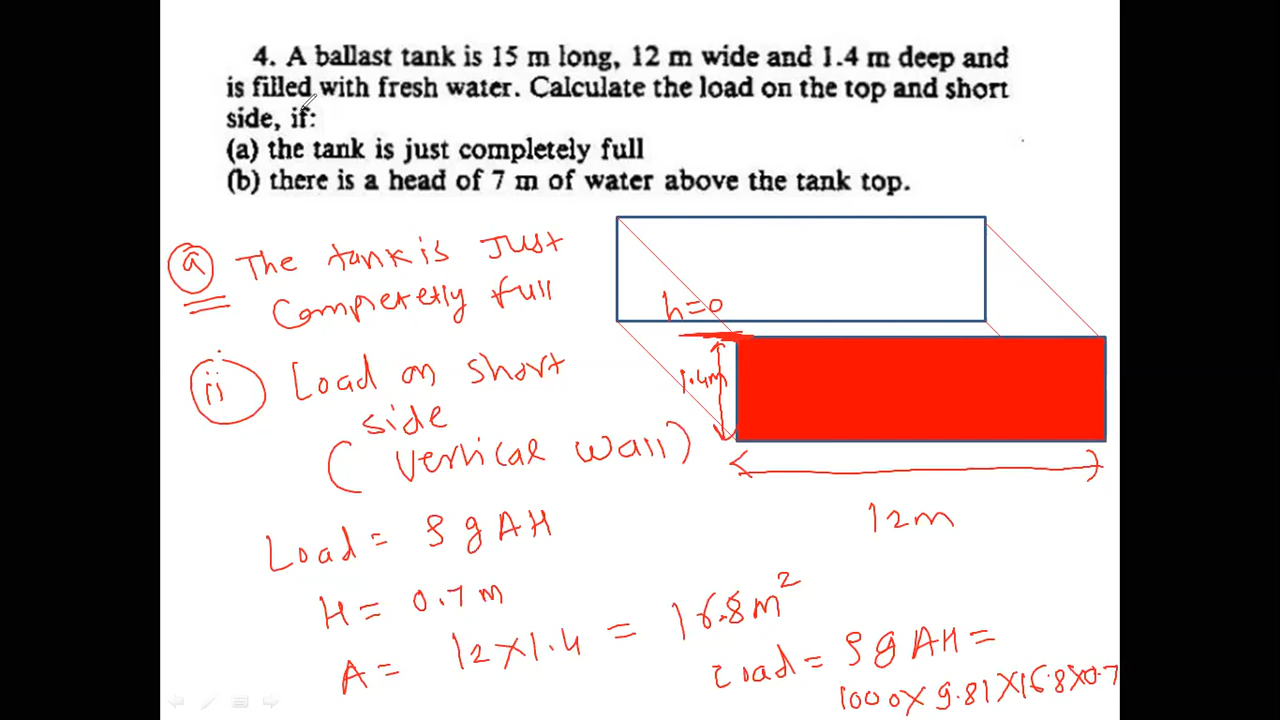 4. A ballast tank is 15 m long, 12 m wide and 1.4 m deep and
is filled with fresh water. Calculate the load on the top and short
side, if:
(a) the tank is just completely full
(b) there is a head of 7 m of water above the tank top.
a The tank is Just
Completely full
h=0
1.4m
ii Load on short
side
(Vertical wall)
12m
Load = ρgAH
H = 0.7m
A = 12×1.4 = 16.8m²
Load = ρgAH =
1000×9.81×16.8×0.7